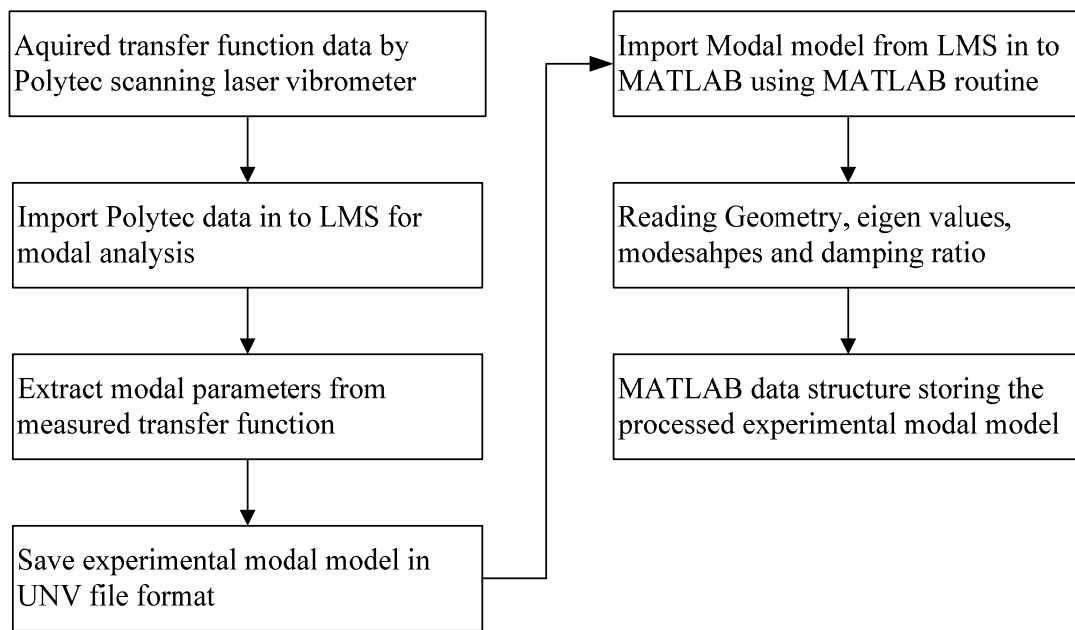 Aquired transfer function data by
Polytec scanning laser vibrometer
Import Polytec data in to LMS for
modal analysis
Extract modal parameters from
measured transfer function
Save experimental modal model in
UNV file format
Import Modal model from LMS in to
MATLAB using MATLAB routine
Reading Geometry, eigen values,
modesahpes and damping ratio
MATLAB data structure storing the
processed experimental modal model